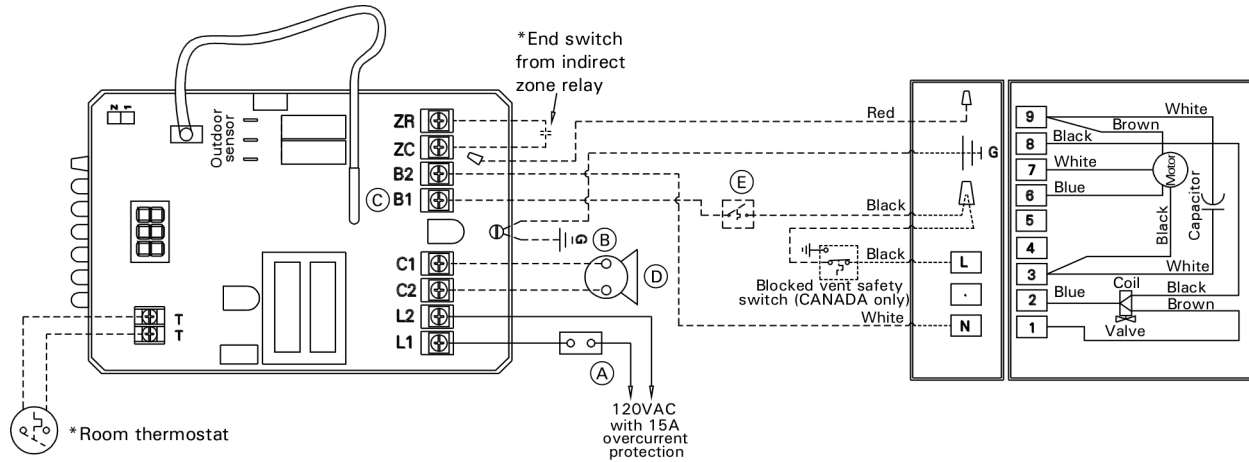 *End switch
from indirect
zone relay
2
1
Outdoor
sensor
ZR
ZC
B2
C
B1
G
C1
B
C2
D
L2
L1
A
T
T
*Room thermostat
120VAC
with 15A
overcurrent
protection
E
Red
G
Black
Black
Blocked vent safety
switch (CANADA only)
White
L
.
N
9
8
7
6
5
4
3
2
1
White
Brown
Black
White
Motor
Blue
Black
Capacitor
White
Coil
Black
Blue
Brown
Valve